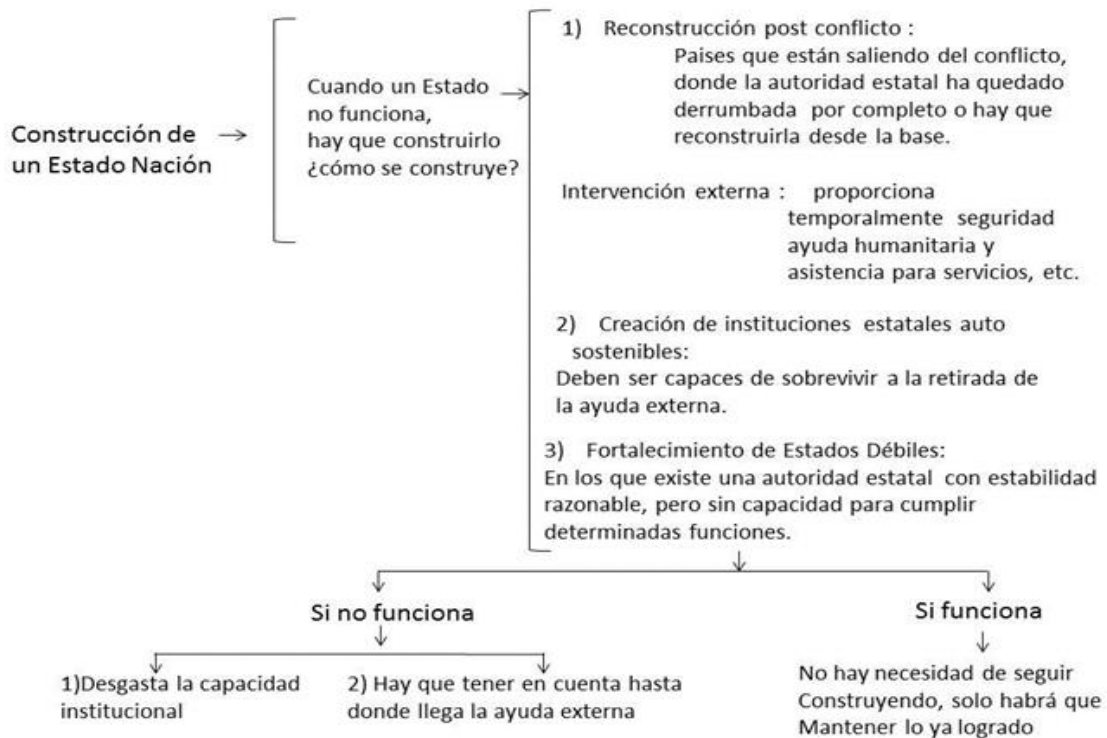 Construcción de
un Estado Nación
Cuando un Estado
no funciona,
hay que construirlo
¿cómo se construye?
1) Reconstrucción post conflicto :
Paises que están saliendo del conflicto,
donde la autoridad estatal ha quedado
derrumbada por completo o hay que
reconstruirla desde la base.
Intervención externa : proporciona
temporalmente seguridad
ayuda humanitaria y
asistencia para servicios, etc.
2) Creación de instituciones estatales auto
sostenibles:
Deben ser capaces de sobrevivir a la retirada de
la ayuda externa.
3) Fortalecimiento de Estados Débiles:
En los que existe una autoridad estatal con estabilidad
razonable, pero sin capacidad para cumplir
determinadas funciones.
Si no funciona
1)Desgasta la capacidad
institucional
2) Hay que tener en cuenta hasta
donde llega la ayuda externa
Si funciona
No hay necesidad de seguir
Construyendo, solo habrá que
Mantener lo ya logrado